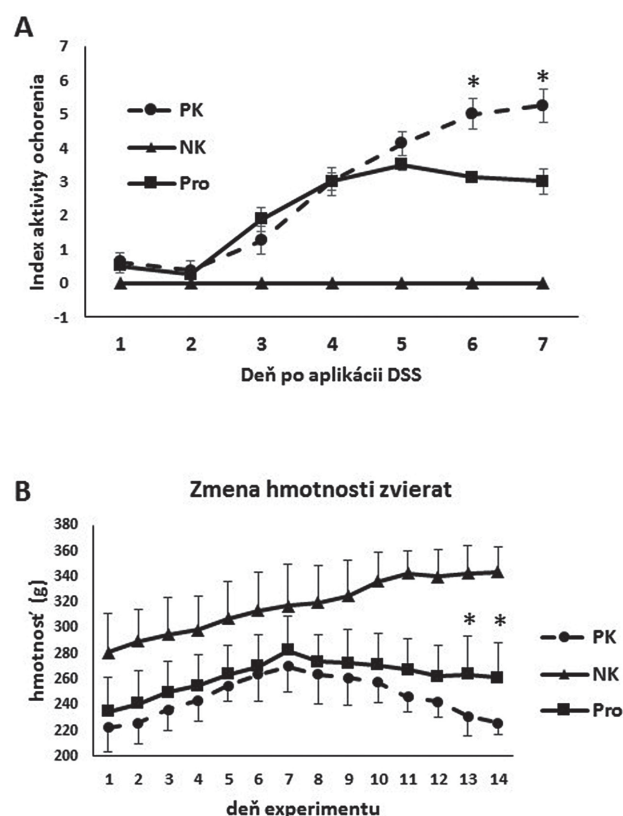 A
7
6
5
4
3
2
1
0
-1
Index aktivity ochorenia
PK
NK
Pro
*
*
1 2 3 4 5 6 7
Deň po aplikácii DSS
B
Zmena hmotnosti zvierat
380
360
340
320
300
280
260
240
220
200
hmotnosť (g)
* *
PK
NK
Pro
1 2 3 4 5 6 7 8 9 10 11 12 13 14
deň experimentu